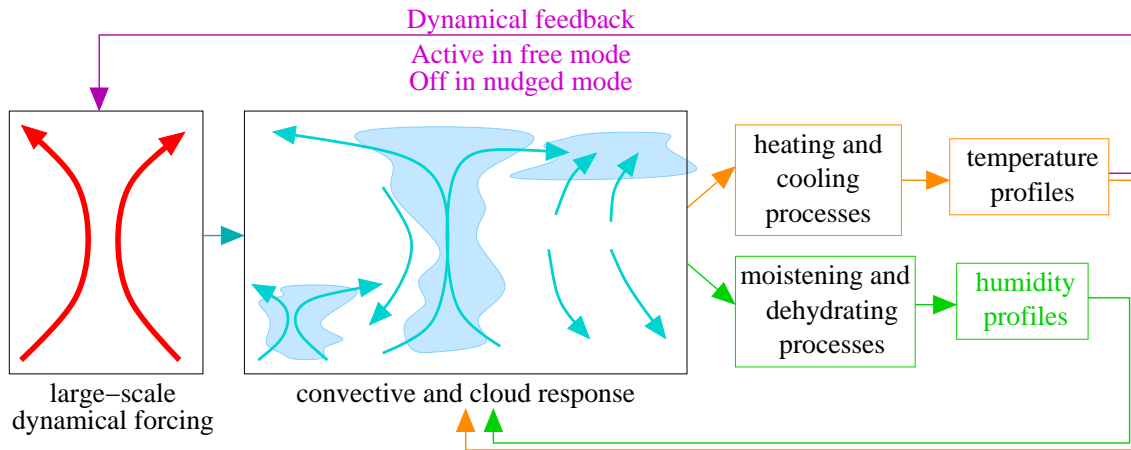 Dynamical feedback
Active in free mode
Off in nudged mode
heating and
cooling
processes
temperature
profiles
moistening and
dehydrating
processes
humidity
profiles
large−scale
dynamical forcing
convective and cloud response